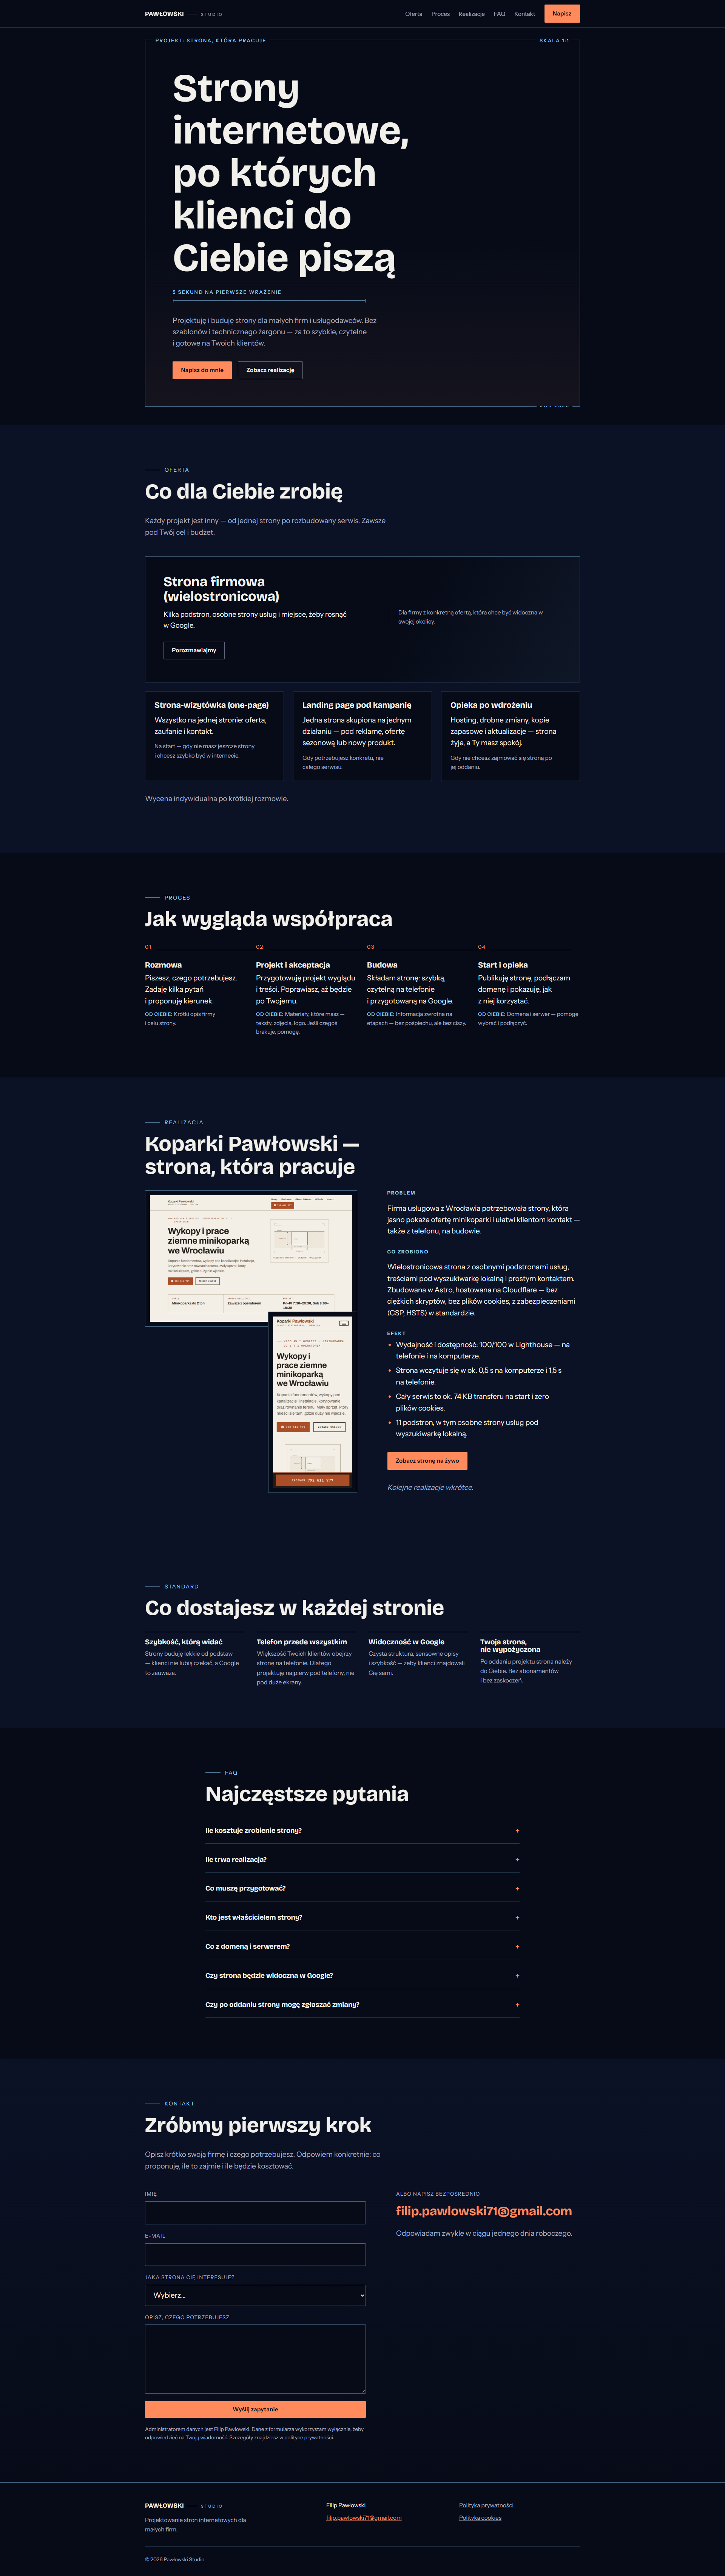 PAWŁOWSKI — STUDIO
Oferta Proces Realizacje FAQ Kontakt Napisz
PROJEKT: STRONA, KTÓRA PRACUJE
SKALA 1:1
Strony
internetowe,
po których
klienci do
Ciebie piszą
5 SEKUND NA PIERWSZE WRAŻENIE
Projektuję i buduję strony dla małych firm i usługodawców. Bez
szablonów i technicznego żargonu — za to szybkie, czytelne
i gotowe na Twoich klientów.
Napisz do mnie
Zobacz realizację
OFERTA
Co dla Ciebie zrobię
Każdy projekt jest inny — od jednej strony po rozbudowany serwis. Zawsze
pod Twój cel i budżet.
Strona firmowa
(wielostronicowa)
Kilka podstron, osobne strony usług i miejsce, żeby rosnąć
w Google.
Porozmawiajmy
Dla firmy z konkretną ofertą, która chce być widoczna w
swojej okolicy.
Strona-wizytówka (one-page)
Wszystko na jednej stronie: oferta,
zaufanie i kontakt.
Na start — gdy nie masz jeszcze strony
i chcesz szybko być w internecie.
Landing page pod kampanię
Jedna strona skupiona na jednym
działaniu — pod reklamę, ofertę
sezonową lub nowy produkt.
Gdy potrzebujesz konkretu, nie
całego serwisu.
Opieka po wdrożeniu
Hosting, drobne zmiany, kopie
zapasowe i aktualizacje — strona
żyje, a Ty masz spokój.
Gdy nie chcesz zajmować się stroną po
jej oddaniu.
Wycena indywidualna po krótkiej rozmowie.
PROCES
Jak wygląda współpraca
01
Rozmowa
Piszesz, czego potrzebujesz.
Zadaję kilka pytań
i proponuję kierunek.
OD CIEBIE: Krótki opis firmy
i celu strony.
02
Projekt i akceptacja
Przygotowuję projekt wyglądu
i treści. Poprawiasz, aż będzie
po Twojemu.
OD CIEBIE: Materiały, które masz —
teksty, zdjęcia, logo. Jeśli czegoś
brakuje, pomogę.
03
Budowa
Składam stronę: szybką,
czytelną na telefonie
i przygotowaną na Google.
OD CIEBIE: Informacja zwrotna na
etapach — bez pośpiechu, ale bez ciszy.
04
Start i opieka
Publikuję stronę, podłączam
domenę i pokazuję, jak
z niej korzystać.
OD CIEBIE: Domena i serwer — pomogę
wybrać i podłączyć.
REALIZACJA
Koparki Pawłowski —
strona, która pracuje
Wykopy i prace
ziemne minikoparką
we Wrocławiu
Wykopy i
prace ziemne
minikoparką
we Wrocławiu
PROBLEM
Firma usługowa z Wrocławia potrzebowała strony, która
jasno pokaże ofertę minikoparki i ułatwi klientom kontakt —
także z telefonu, na budowie.
CO ZROBIONO
Wielostronicowa strona z osobnymi podstronami usług,
treściami pod wyszukiwarkę lokalną i prostym kontaktem.
Zbudowana w Astro, hostowana na Cloudflare — bez
ciężkich skryptów, bez plików cookies, z zabezpieczeniami
(CSP, HSTS) w standardzie.
EFEKT
Wydajność i dostępność: 100/100 w Lighthouse — na
telefonie i na komputerze.
Strona wczytuje się w ok. 0,5 s na komputerze i 1,5 s
na telefonie.
Cały serwis to ok. 74 KB transferu na start i zero
plików cookies.
11 podstron, w tym osobne strony usług pod
wyszukiwarkę lokalną.
Zobacz stronę na żywo
Kolejne realizacje wkrótce.
STANDARD
Co dostajesz w każdej stronie
Szybkość, którą widać
Strony buduję lekkie od podstaw
— klienci nie lubią czekać, a Google
to zauważa.
Telefon przede wszystkim
Większość Twoich klientów obejrzy
stronę na telefonie. Dlatego
projektuję najpierw pod telefony, nie
pod duże ekrany.
Widoczność w Google
Czysta struktura, sensowne opisy
i szybkość — żeby klienci znajdowali
Cię sami.
Twoja strona,
nie wypożyczona
Po oddaniu projektu strona należy
do Ciebie. Bez abonamentów
i bez zaskoczeń.
FAQ
Najczęstsze pytania
Ile kosztuje zrobienie strony? +
Ile trwa realizacja? +
Co muszę przygotować? +
Kto jest właścicielem strony? +
Co z domeną i serwerem? +
Czy strona będzie widoczna w Google? +
Czy po oddaniu strony mogę zgłaszać zmiany? +
KONTAKT
Zróbmy pierwszy krok
Opisz krótko swoją firmę i czego potrzebujesz. Odpowiem konkretnie: co
proponuję, ile to zajmie i ile będzie kosztować.
IMIĘ
E-MAIL
JAKA STRONA CIĘ INTERESUJE?
Wybierz...
OPISZ, CZEGO POTRZEBUJESZ
Wyślij zapytanie
Administratorem danych jest Filip Pawłowski. Dane z formularza wykorzystam wyłącznie, żeby
odpowiedzieć na Twoją wiadomość. Szczegóły znajdziesz w polityce prywatności.
ALBO NAPISZ BEZPOŚREDNIO
filip.pawlowski71@gmail.com
Odpowiadam zwykle w ciągu jednego dnia roboczego.
PAWŁOWSKI — STUDIO
Projektowanie stron internetowych dla
małych firm.
Filip Pawłowski
filip.pawlowski71@gmail.com
Polityka prywatności
Polityka cookies
© 2026 Pawłowski Studio